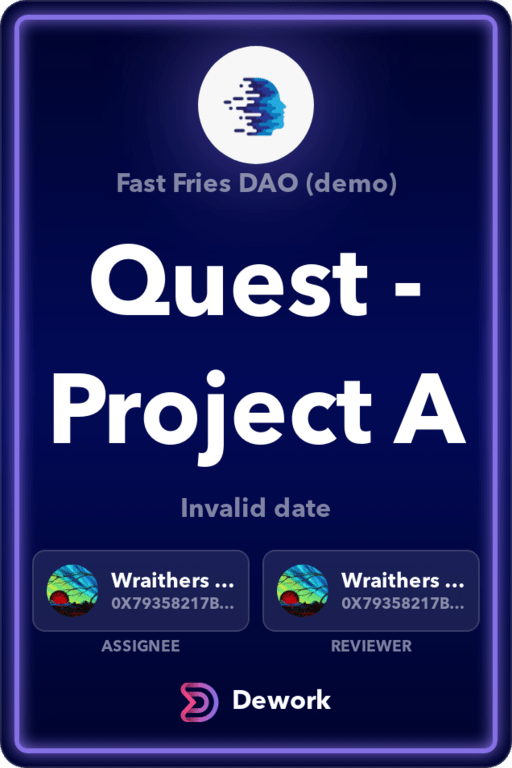 Fast Fries DAO (demo)
Quest -
Project A
Invalid date
Wraithers ...
0X79358217B...
Wraithers ...
0X79358217B...
ASSIGNEE
REVIEWER
Dework